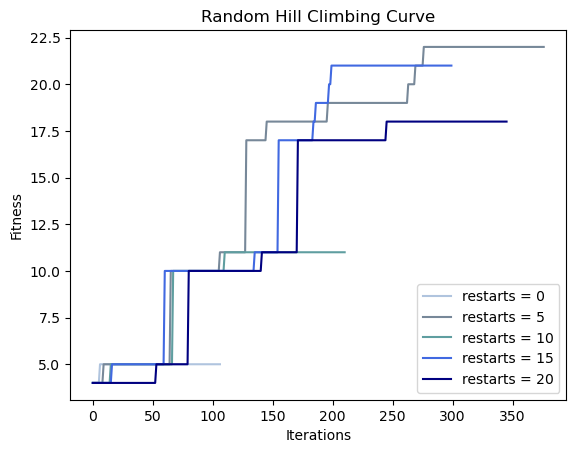 Random Hill Climbing Curve
Fitness
22.5
20.0
17.5
15.0
12.5
10.0
7.5
5.0
restarts = 0
restarts = 5
restarts = 10
restarts = 15
restarts = 20
0 50 100 150 200 250 300 350
Iterations